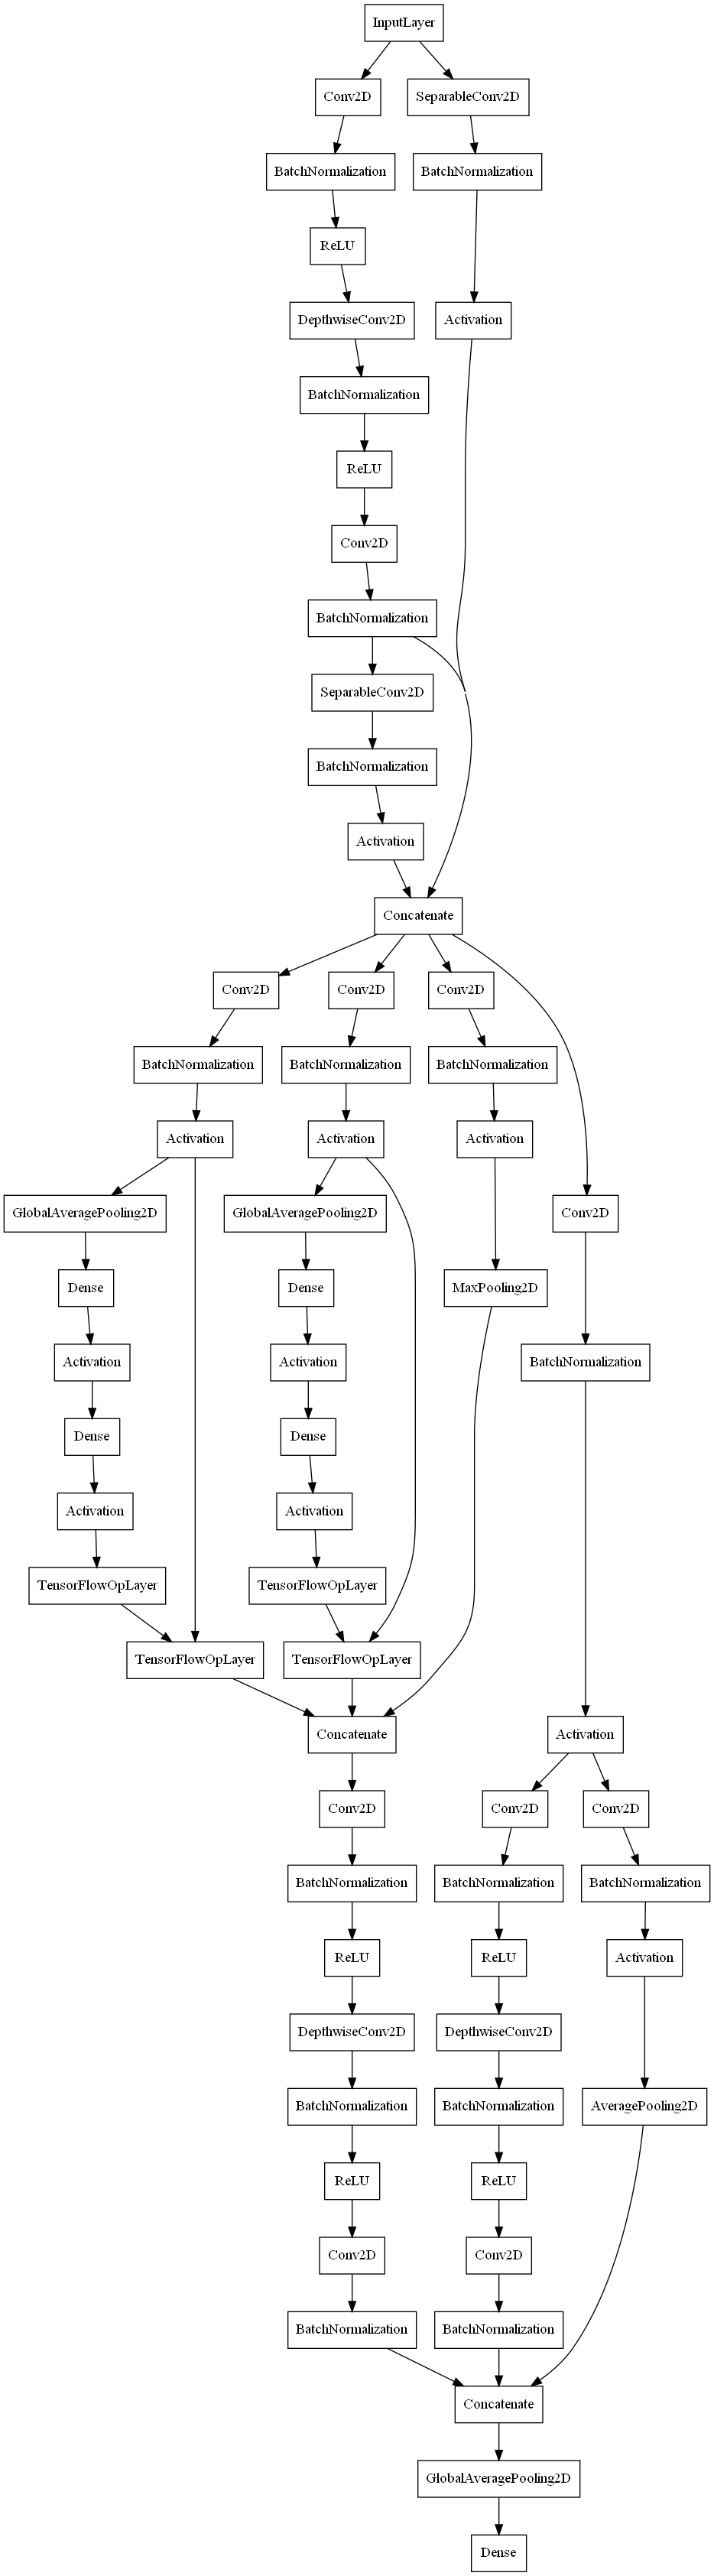 InputLayer
Conv2D
SeparableConv2D
BatchNormalization
BatchNormalization
ReLU
DepthwiseConv2D
Activation
BatchNormalization
ReLU
Conv2D
BatchNormalization
SeparableConv2D
BatchNormalization
Activation
Concatenate
Conv2D
Conv2D
Conv2D
BatchNormalization
BatchNormalization
BatchNormalization
Activation
Activation
Activation
GlobalAveragePooling2D
GlobalAveragePooling2D
Conv2D
Dense
Dense
MaxPooling2D
Activation
Activation
BatchNormalization
Dense
Dense
Activation
Activation
TensorFlowOpLayer
TensorFlowOpLayer
TensorFlowOpLayer
TensorFlowOpLayer
Concatenate
Activation
Conv2D
Conv2D
Conv2D
BatchNormalization
BatchNormalization
BatchNormalization
ReLU
ReLU
Activation
DepthwiseConv2D
DepthwiseConv2D
BatchNormalization
BatchNormalization
AveragePooling2D
ReLU
ReLU
Conv2D
Conv2D
BatchNormalization
BatchNormalization
Concatenate
GlobalAveragePooling2D
Dense